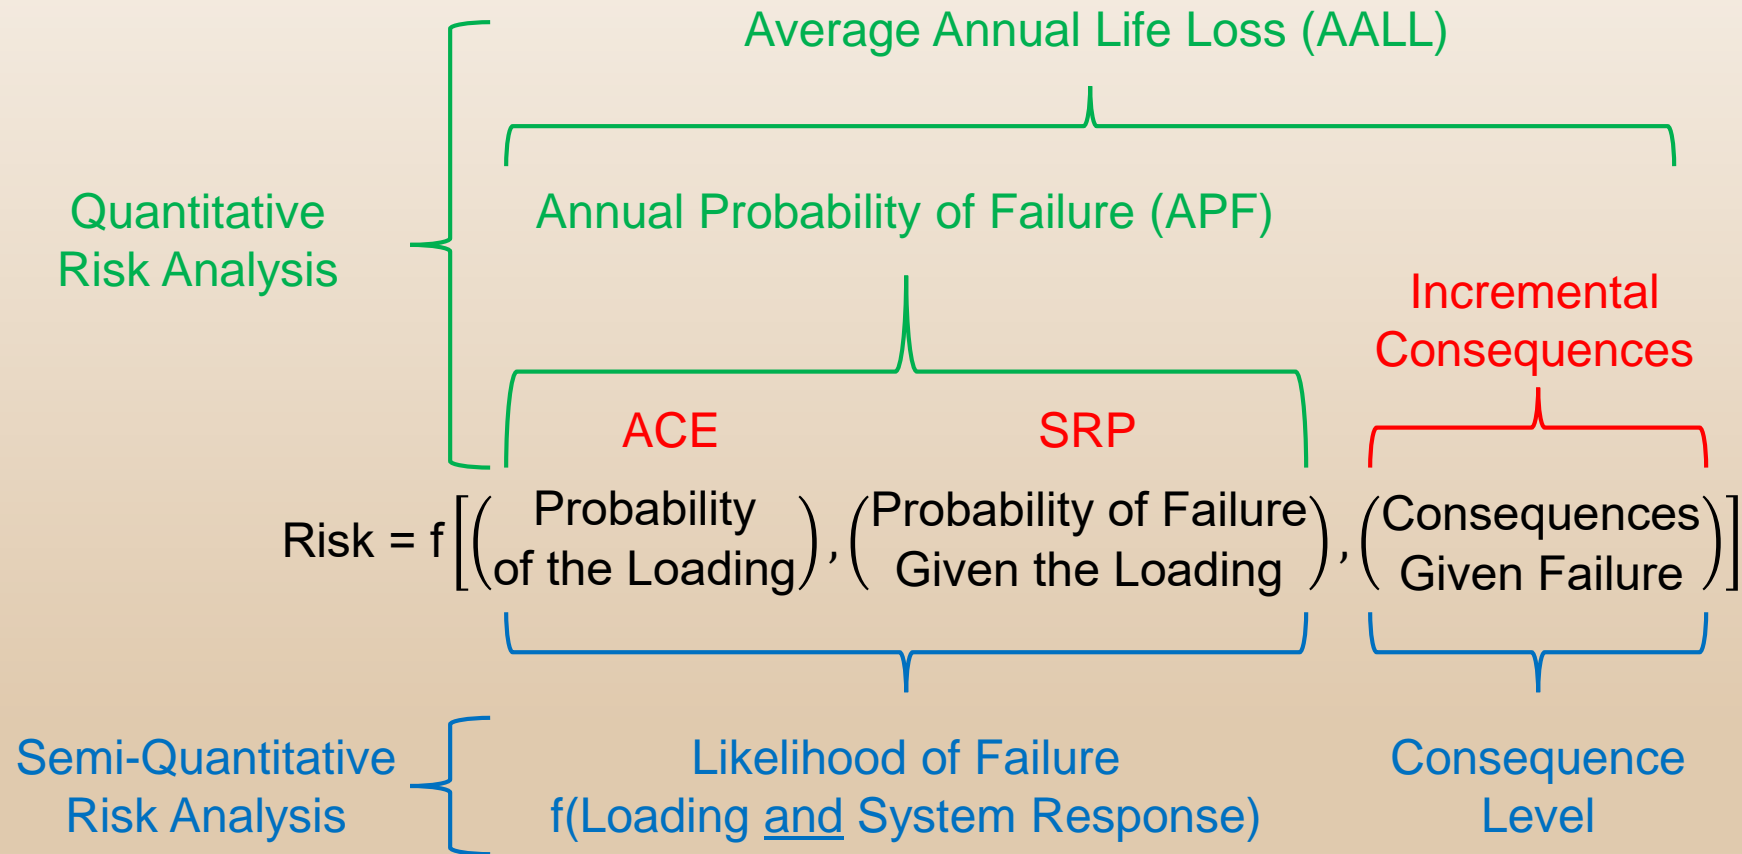 Average Annual Life Loss (AALL)
Quantitative
Risk Analysis
Annual Probability of Failure (APF)
Incremental
Consequences
ACE
SRP
Risk = f[(Probability of the Loading), (Probability of Failure Given the Loading), (Consequences Given Failure)]
Semi-Quantitative
Risk Analysis
Likelihood of Failure
f(Loading and System Response)
Consequence
Level